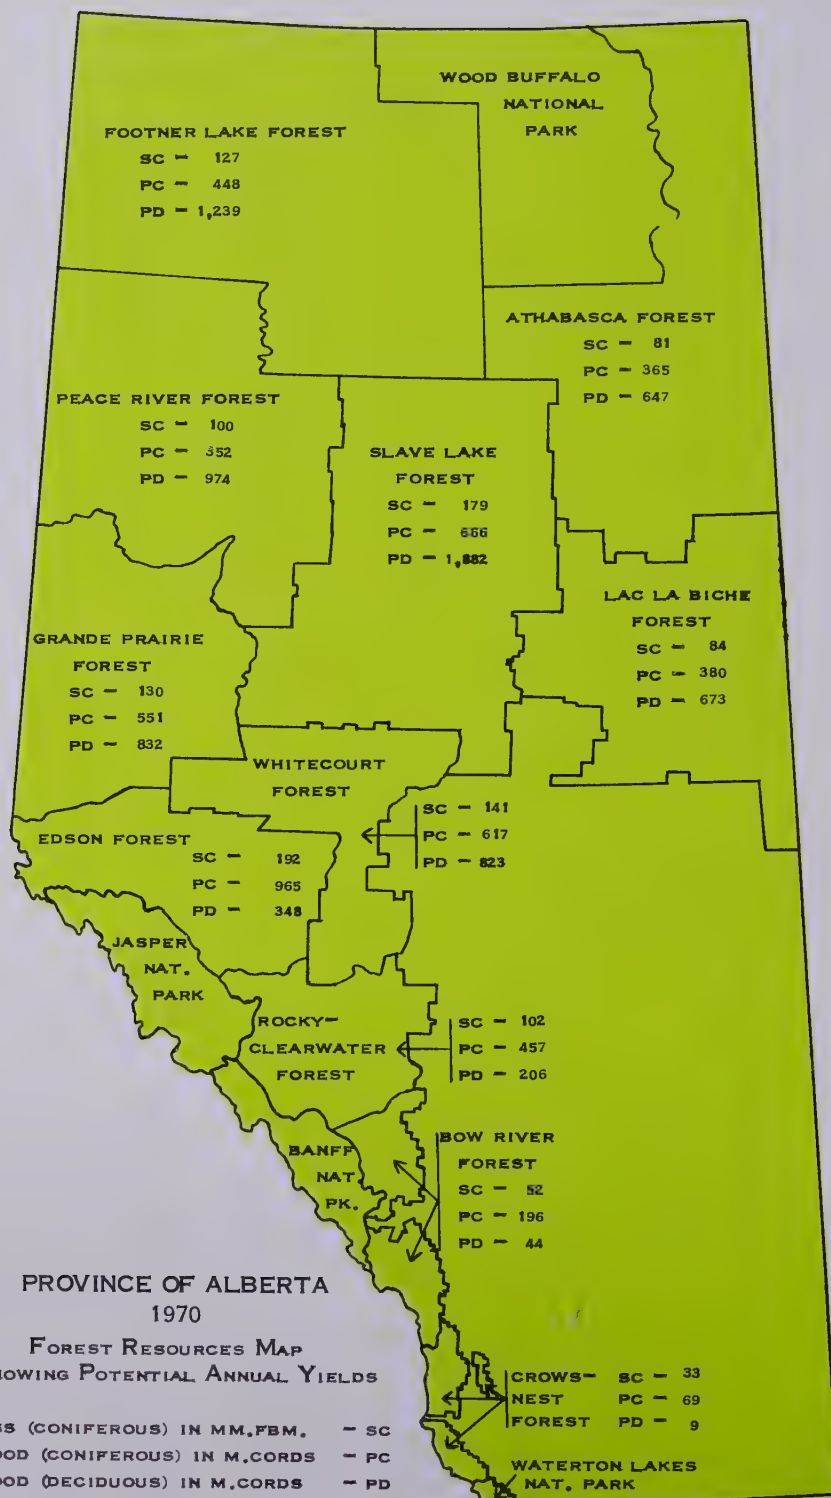 WOOD BUFFALO
NATIONAL
PARK
FOOTNER LAKE FOREST
SC - 127
PC - 448
PD - 1,239
ATHABASCA FOREST
SC - 81
PC - 365
PD - 647
PEACE RIVER FOREST
SC - 100
PC - 352
PD - 974
SLAVE LAKE
FOREST
SC - 179
PC - 666
PD - 1,882
LAC LA BICHE
FOREST
SC - 84
PC - 380
PD - 673
GRANDE PRAIRIE
FOREST
SC - 130
PC - 551
PD - 832
WHITECOURT
FOREST
SC - 141
PC - 617
PD - 823
EDSON FOREST
SC - 192
PC - 965
PD - 348
JASPER
NAT.
PARK
ROCKY-
CLEARWATER
FOREST
SC - 102
PC - 457
PD - 206
BANFF
NAT
PK.
BOW RIVER
FOREST
SC - 52
PC - 196
PD - 44
CROWS- SC - 33
NEST PC - 69
FOREST PD - 9
WATERTON LAKES
NAT. PARK
PROVINCE OF ALBERTA
1970
FOREST RESOURCES MAP
HOWING POTENTIAL ANNUAL YIELDS
(CONIFEROUS) IN MM.FBM. - SC
(CONIFEROUS) IN M.CORDS - PC
(DECIDUOUS) IN M.CORDS - PD